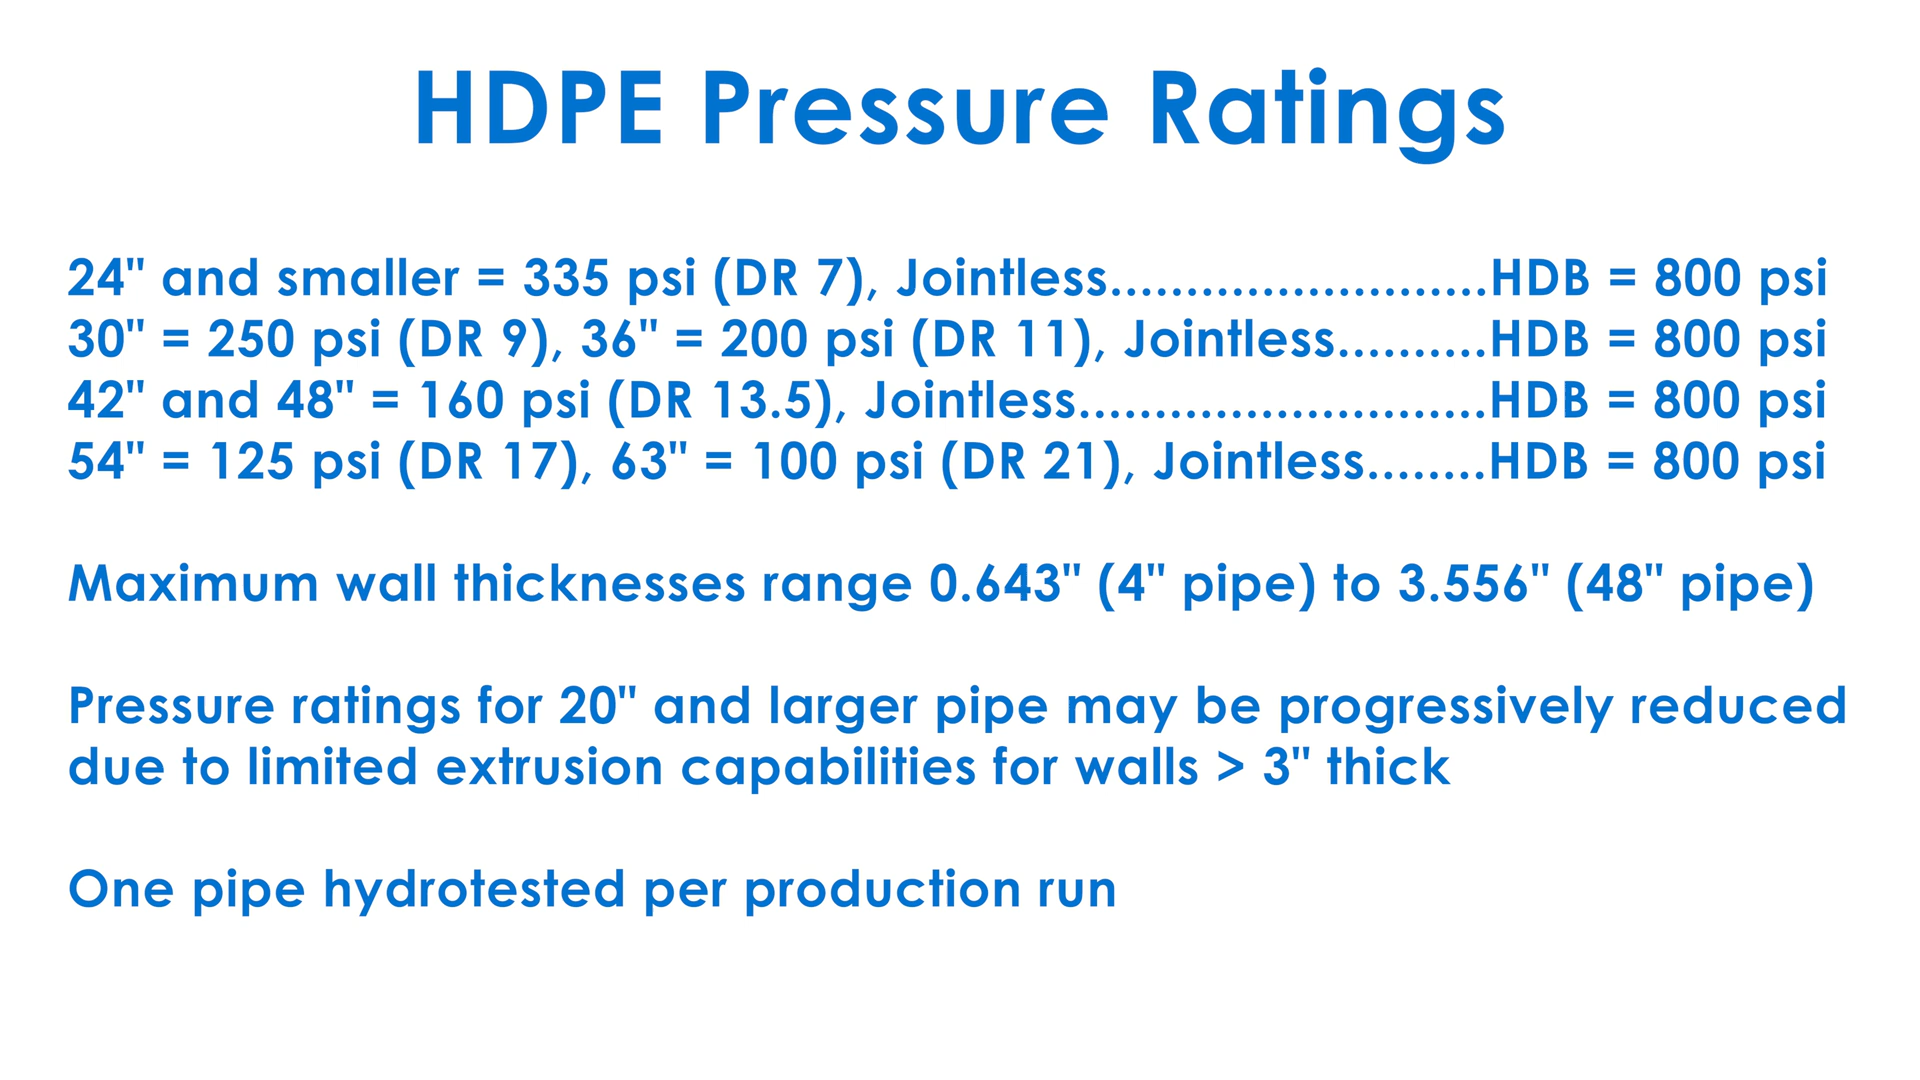 HDPE Pressure Ratings
24" and smaller = 335 psi (DR 7), Jointless.........................HDB = 800 psi
30" = 250 psi (DR 9), 36" = 200 psi (DR 11), Jointless..........HDB = 800 psi
42" and 48" = 160 psi (DR 13.5), Jointless...........................HDB = 800 psi
54" = 125 psi (DR 17), 63" = 100 psi (DR 21), Jointless........HDB = 800 psi
Maximum wall thicknesses range 0.643" (4" pipe) to 3.556" (48" pipe)
Pressure ratings for 20" and larger pipe may be progressively reduced
due to limited extrusion capabilities for walls > 3" thick
One pipe hydrotested per production run